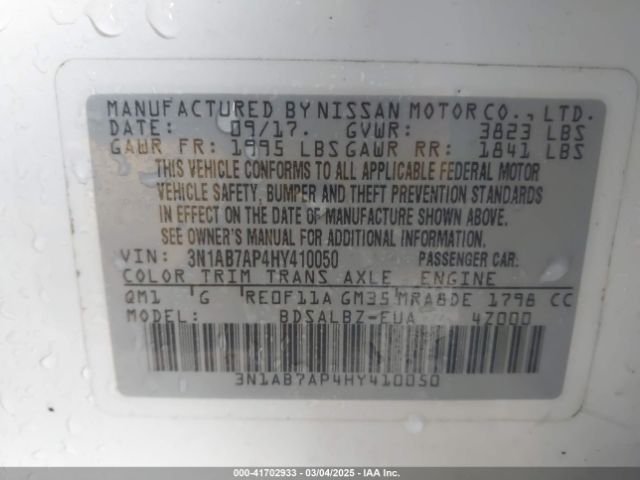 MANUFACTURED BY NISSAN MOTOR CO., LTD.
DATE: 09/17. GVWR: 3823 LBS
GAWR FR: 1995 LBS GAWR RR: 1841 LBS
THIS VEHICLE CONFORMS TO ALL APPLICABLE FEDERAL MOTOR
VEHICLE SAFETY, BUMPER AND THEFT PREVENTION STANDARDS
IN EFFECT ON THE DATE OF MANUFACTURE SHOWN ABOVE.
SEE OWNER'S MANUAL FOR ADDITIONAL INFORMATION.
VIN: 3N1AB7AP4HY410050 PASSENGER CAR.
COLOR TRIM TRANS AXLE ENGINE
QM1 G RE0F11A GM35 MRA8DE 1798 CC
MODEL: BDSALBZ-EUA 4Z000
3N1AB7AP4HY410050
000-41702933 - 03/04/2025 - IAA Inc.